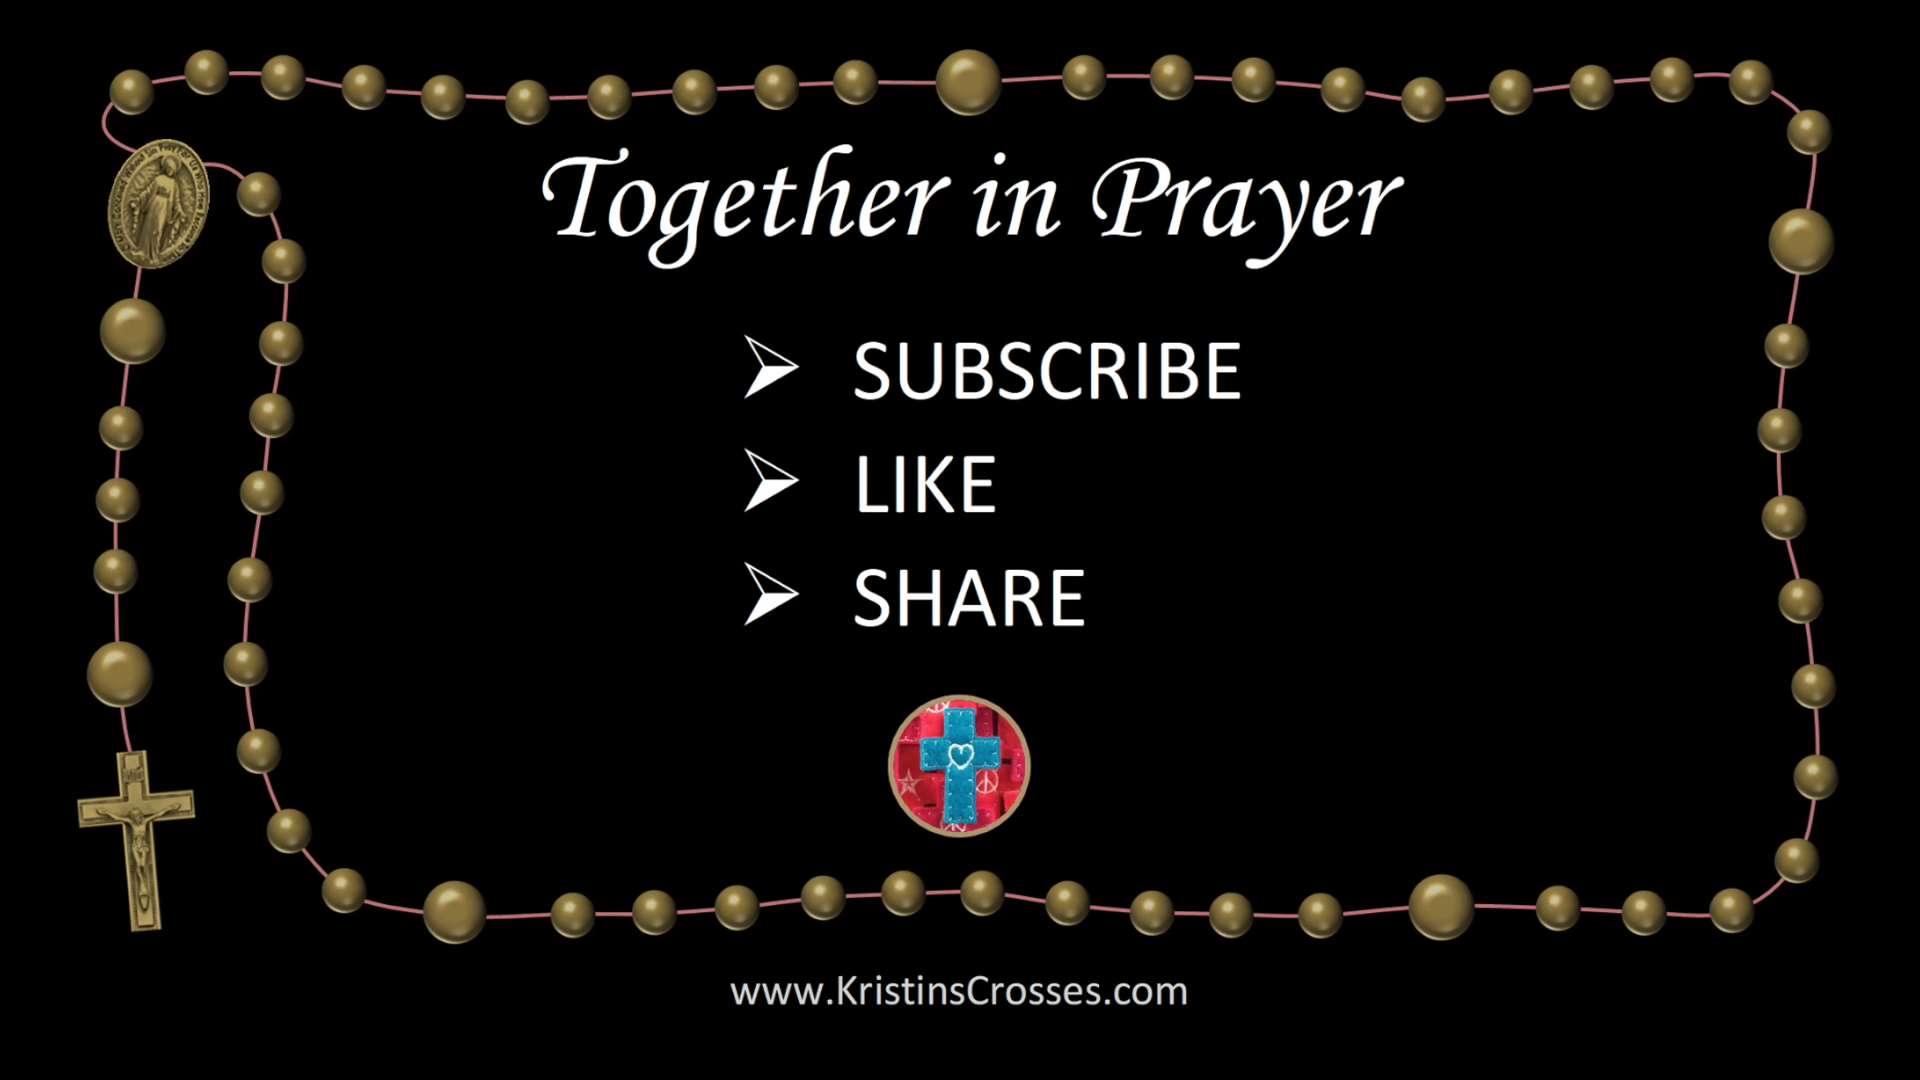 Together in Prayer
SUBSCRIBE
LIKE
SHARE
www.KristinsCrosses.com